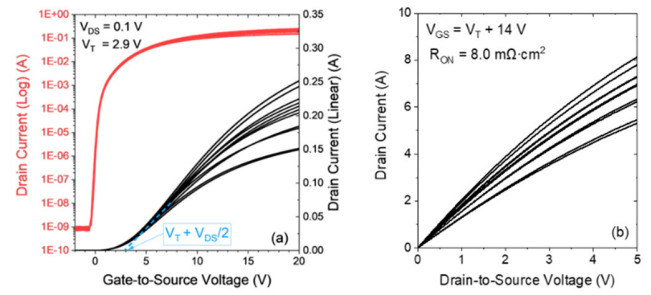 V_DS = 0.1 V
V_T = 2.9 V
Drain Current (Log) (A)
1E+00
1E-01
1E-02
1E-03
1E-04
1E-05
1E-06
1E-07
1E-08
1E-09
1E-10
0.35
0.30
0.25
0.20
0.15
0.10
0.05
0.00
Drain Current (Linear) (A)
V_T + V_DS/2
(a)
0 5 10 15 20
Gate-to-Source Voltage (V)
V_GS = V_T + 14 V
R_ON = 8.0 mΩ·cm²
Drain Current (A)
10
8
6
4
2
0
(b)
0 1 2 3 4 5
Drain-to-Source Voltage (V)